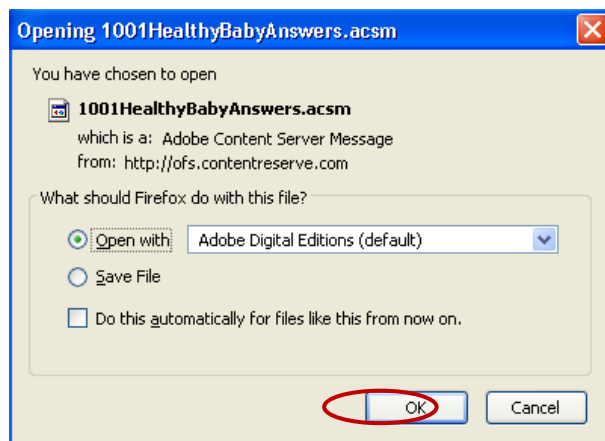 Opening 1001HealthyBabyAnswers.acsm
You have chosen to open
1001HealthyBabyAnswers.acsm
which is a: Adobe Content Server Message
from: http://ofs.contentreserve.com
What should Firefox do with this file?
Open with Adobe Digital Editions (default)
Save File
Do this automatically for files like this from now on.
OK Cancel